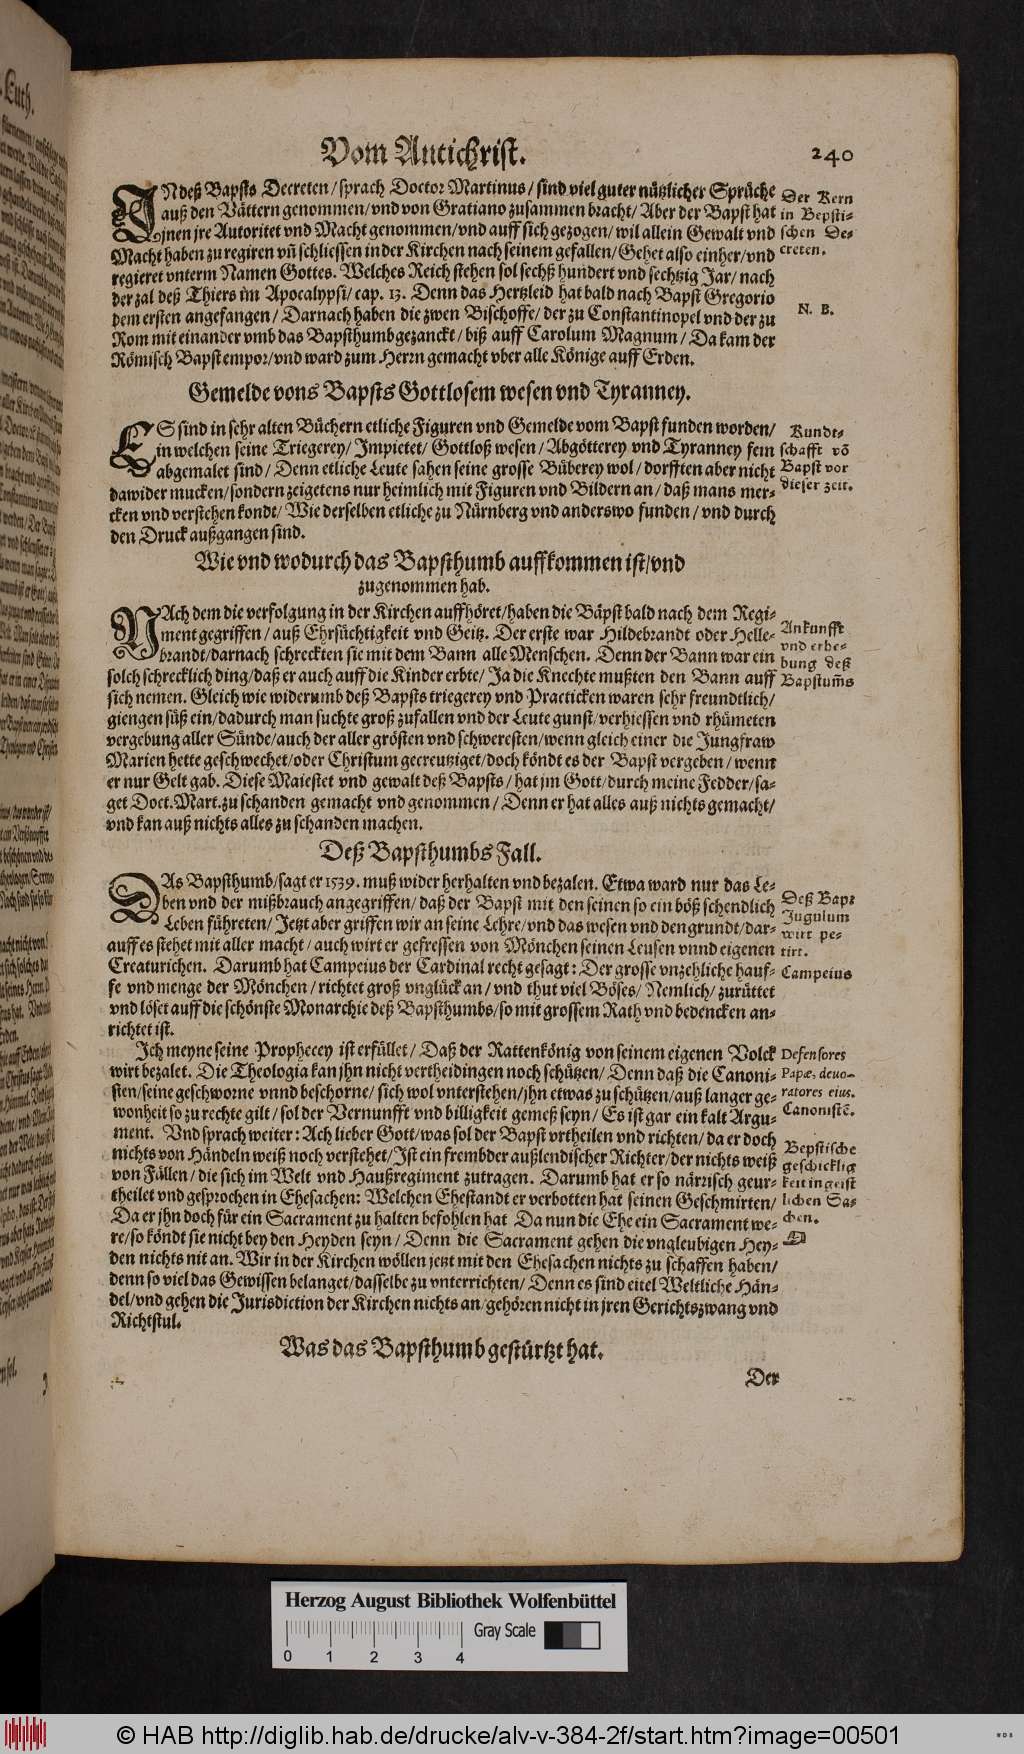 Vom Antichrist. 240
IN deß Bapsts Decreten/ sprach Doctor Martinus/ sind viel guter nützlicher Sprüche
auß den Vättern genommen/ vnd von Gratiano zusammen bracht/ Aber der Bapst hat
jnen jre Autoritet vnd Macht genommen/ vnd auff sich gezogen/ wil allein Gewalt vnd
Macht haben zu regiren vñ schliessen in der Kirchen nach seinem gefallen/ Gehet also einher/ vnd
regieret vnterm Namen Gottes. Welches Reich stehen sol sechß hundert vnd sechtzig Jar/ nach
der zal deß Thiers im Apocalypsi/ cap. 13. Denn das Hertzleid hat bald nach Bapst Gregorio
dem ersten angefangen/ Darnach haben die zwen Bischoffe/ der zu Constantinopel vnd der zu
Rom mit einander vmb das Bapsthumb gezanckt/ biß auff Carolum Magnum/ Da kam der
Römisch Bapst empor/ vnd ward zum Herrn gemacht vber alle Könige auff Erden.
Der Kern
in Bepsti-
schen De-
creten.
N. B.
Gemelde vons Bapsts Gottlosem wesen vnd Tyranney.
ES sind in sehr alten Büchern etliche Figuren vnd Gemelde vom Bapst funden worden/
in welchen seine Triegerey/ Impietet/ Gottloß wesen/ Abgötterey vnd Tyranney fein
abgemalet sind/ Denn etliche Leute sahen seine grosse Büberey wol/ dorfften aber nicht
dawider mucken/ sondern zeigetens nur heimlich mit Figuren vnd Bildern an/ daß mans mer-
cken vnd verstehen kondt/ Wie derselben etliche zu Nürnberg vnd anderswo funden/ vnd durch
den Druck außgangen sind.
Kundt-
schafft võ
Bapst vor
dieser zeit.
Wie vnd wodurch das Bapsthumb auffkommen ist/ vnd
zugenommen hab.
NAch dem die verfolgung in der Kirchen auffhöret/ haben die Bäpst bald nach dem Regi-
ment gegriffen/ auß Ehrsüchtigkeit vnd Geitz. Der erste war Hildebrandt oder Helle-
brandt/ darnach schreckten sie mit dem Bann alle Menschen. Denn der Bann war ein
solch schrecklich ding/ daß er auch auff die Kinder erbte/ Ja die Knechte mußten den Bann auff
sich nemen. Gleich wie widerumb deß Bapsts triegerey vnd Practicken waren sehr freundtlich/
giengen süß ein/ dadurch man suchte groß zufallen vnd der Leute gunst/ verhiessen vnd rhümeten
vergebung aller Sünde/ auch der aller grösten vnd schweresten/ wenn gleich einer die Jungfraw
Marien hette geschwechet/ oder Christum gecreutziget/ doch köndt es der Bapst vergeben/ wenn
er nur Gelt gab. Diese Maiestet vnd gewalt deß Bapsts/ hat jm Gott/ durch meine Fedder/ sa-
get Doct. Mart. zu schanden gemacht vnd genommen/ Denn er hat alles auß nichts gemacht/
vnd kan auß nichts alles zu schanden machen.
Ankunfft
vnd erhe-
bung deß
Bapstum̃s
Deß Bapsthumbs Fall.
DAs Bapsthumb/ sagt er 1539. muß wider herhalten vnd bezalen. Etwa ward nur das Le-
ben vnd der mißbrauch angegriffen/ daß der Bapst mit den seinen so ein böß schendlich
Leben führeten/ Jetzt aber griffen wir an seine Lehre/ vnd das wesen vnd den grundt/ dar-
auff es stehet mit aller macht/ auch wirt er gefressen von Mönchen seinen Leusen vnnd eigenen
Creaturichen. Darumb hat Campeius der Cardinal recht gesagt: Der grosse vnzehliche hauf-
fe vnd menge der Mönchen/ richtet groß vnglück an/ vnd thut viel Böses/ Nemlich/ zurüttet
vnd löset auff die schönste Monarchie deß Bapsthumbs/ so mit grossem Rath vnd bedencken an-
richtet ist.
Deß Baps
Jugulum
wirt pe-
tirt.
Campeius
Ich meyne seine Prophecey ist erfüllet/ Daß der Rattenkönig von seinem eigenen Volck
wirt bezalet. Die Theologia kan jhn nicht vertheidingen noch schützen/ Denn daß die Canoni-
sten/ seine geschworne vnnd beschorne/ sich wol vnterstehen/ jhn etwas zu schützen/ auß langer ge-
wonheit so zu rechte gilt/ sol der Vernunfft vnd billigkeit gemeß seyn/ Es ist gar ein kalt Argu-
ment. Vnd sprach weiter: Ach lieber Gott/ was sol der Bapst vrtheilen vnd richten/ da er doch
nichts von Händeln weiß noch verstehet/ Ist ein frembder außlendischer Richter/ der nichts weiß
von Fällen/ die sich im Welt vnd Haußregiment zutragen. Darumb hat er so närrisch geur-
theilet vnd gesprochen in Ehesachen: Welchen Ehestandt er verbotten hat seinen Geschmirten/
Da er jhn doch für ein Sacrament zu halten befohlen hat Da nun die Ehe ein Sacrament we-
re/ so köndt sie nicht bey den Heyden seyn/ Denn die Sacrament gehen die vngleubigen Hey-
den nichts nit an. Wir in der Kirchen wöllen jetzt mit den Ehesachen nichts zu schaffen haben/
denn so viel das Gewissen belanget/ dasselbe zu vnterrichten/ Denn es sind eitel Weltliche Hän-
del/ vnd gehen die Jurisdiction der Kirchen nichts an/ gehören nicht in jren Gerichtszwang vnd
Richtstul.
Defensores
Papæ, deuo-
ratores eius.
Canonistẽ.
Bepstische
geschicklig
keit in geist
lichen Sa-
chen.
Was das Bapsthumb gestürtzt hat.
Der
Herzog August Bibliothek Wolfenbüttel
Gray Scale
0 1 2 3 4
© HAB http://diglib.hab.de/drucke/alv-v-384-2f/start.htm?image=00501